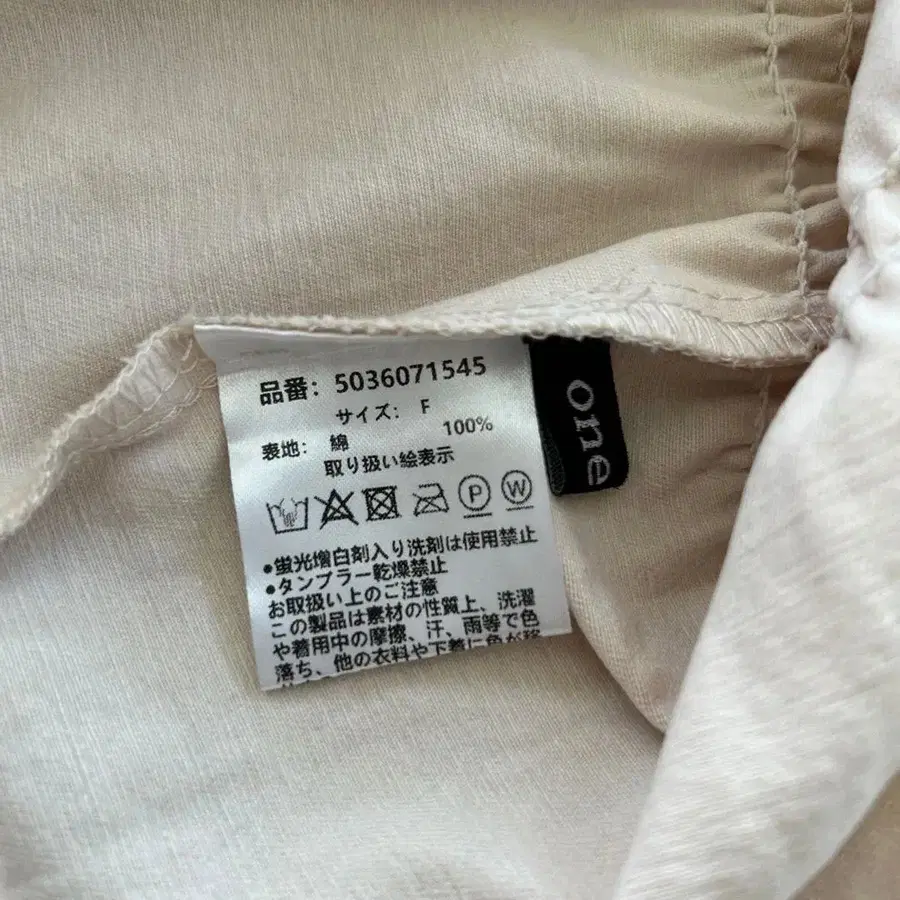 品番: 5036071545
サイズ: F
表地: 綿 100%
取り扱い絵表示
P W
•蛍光増白剤入り洗剤は使用禁止
•タンブラー乾燥禁止
お取扱い上のご注意
この製品は素材の性質上、洗濯
や着用中の摩擦、汗、雨等で色
落ち、他の衣料や下着に色が移
one